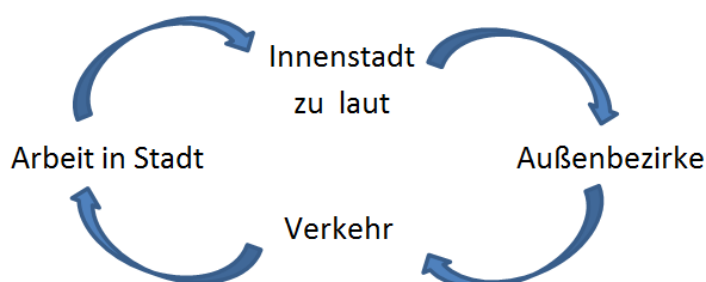 Innenstadt
zu laut
Arbeit in Stadt
Außenbezirke
Verkehr